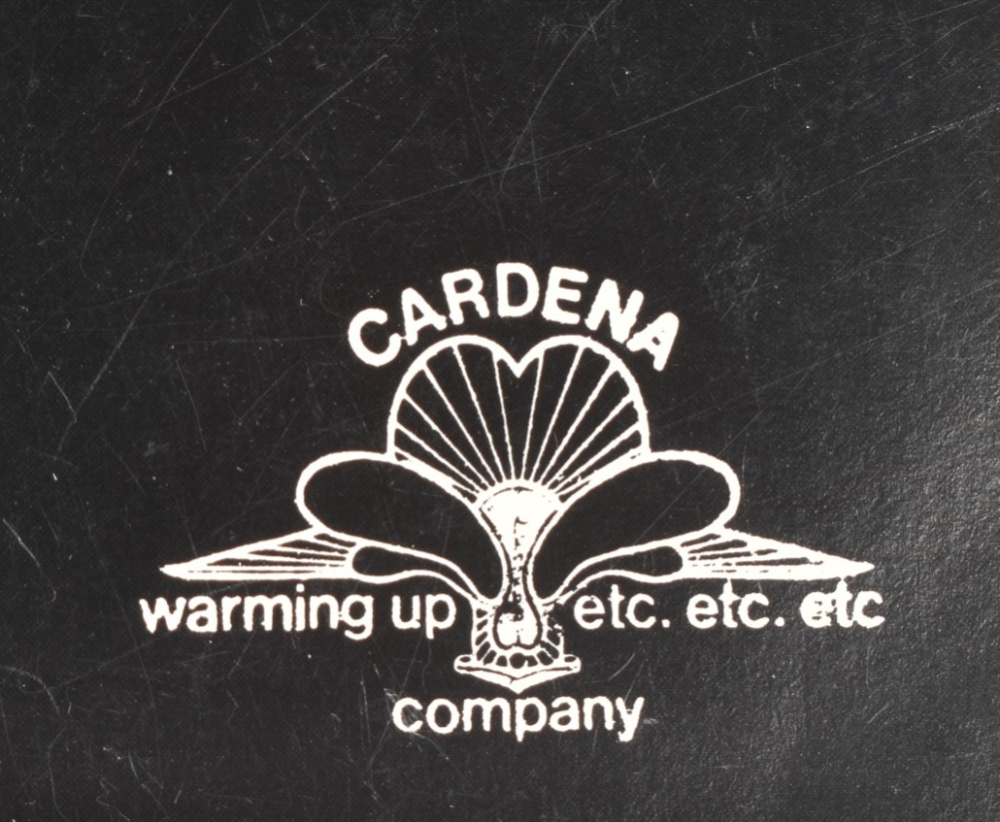 CARDENA
warming up etc. etc. etc
company